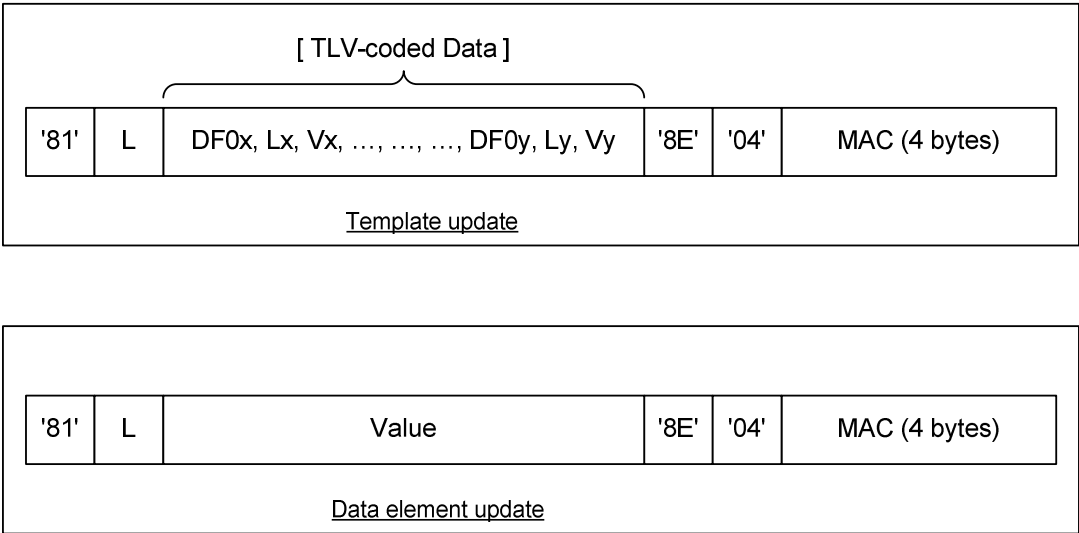 [ TLV-coded Data ]
'81' L DF0x, Lx, Vx, …, …, …, DF0y, Ly, Vy '8E' '04' MAC (4 bytes)
Template update
'81' L Value '8E' '04' MAC (4 bytes)
Data element update